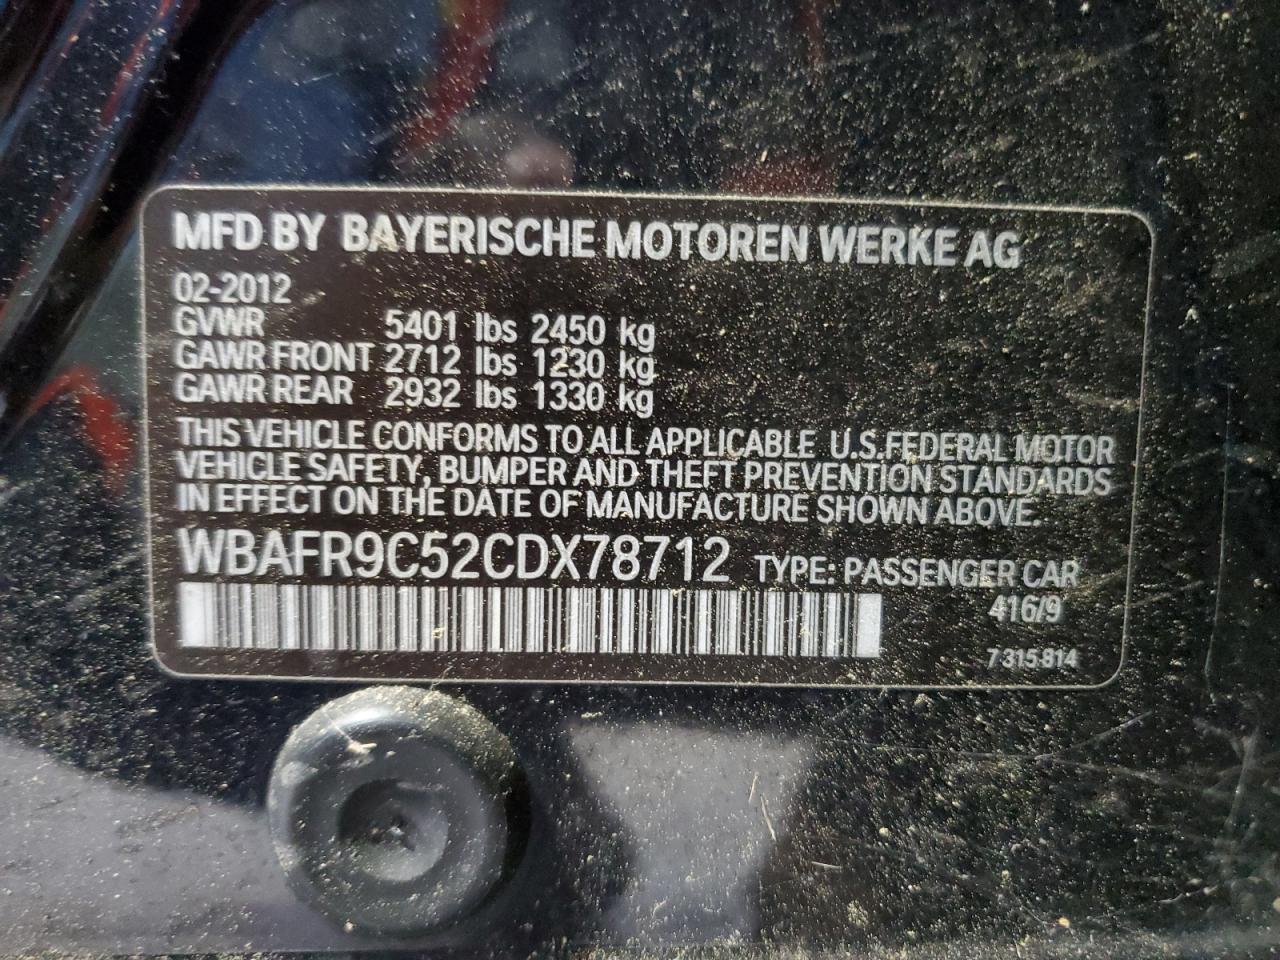 MFD BY BAYERISCHE MOTOREN WERKE AG
02-2012
GVWR 5401 lbs 2450 kg
GAWR FRONT 2712 lbs 1230 kg
GAWR REAR 2932 lbs 1330 kg
THIS VEHICLE CONFORMS TO ALL APPLICABLE U.S.FEDERAL MOTOR
VEHICLE SAFETY, BUMPER AND THEFT PREVENTION STANDARDS
IN EFFECT ON THE DATE OF MANUFACTURE SHOWN ABOVE.
WBAFR9C52CDX78712 TYPE: PASSENGER CAR
416/9
7 315 814